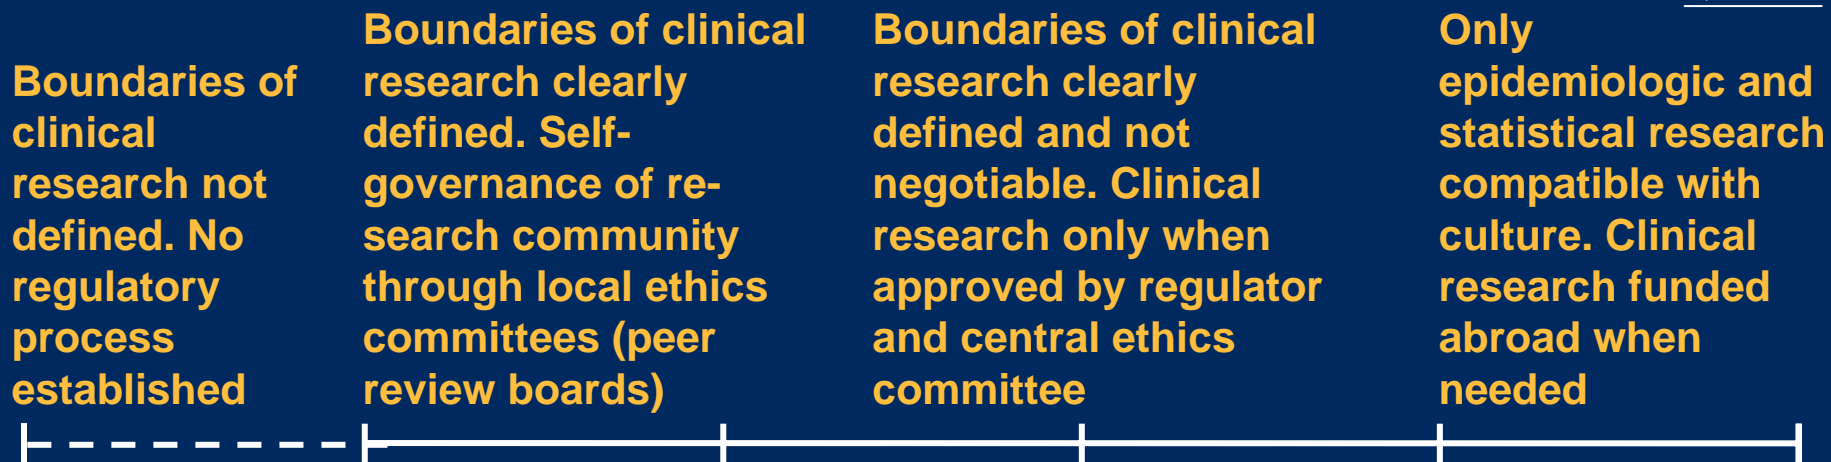 Boundaries of
clinical
research not
defined. No
regulatory
process
established
Boundaries of clinical
research clearly
defined. Self-
governance of re-
search community
through local ethics
committees (peer
review boards)
Boundaries of clinical
research clearly
defined and not
negotiable. Clinical
research only when
approved by regulator
and central ethics
committee
Only
epidemiologic and
statistical research
compatible with
culture. Clinical
research funded
abroad when
needed